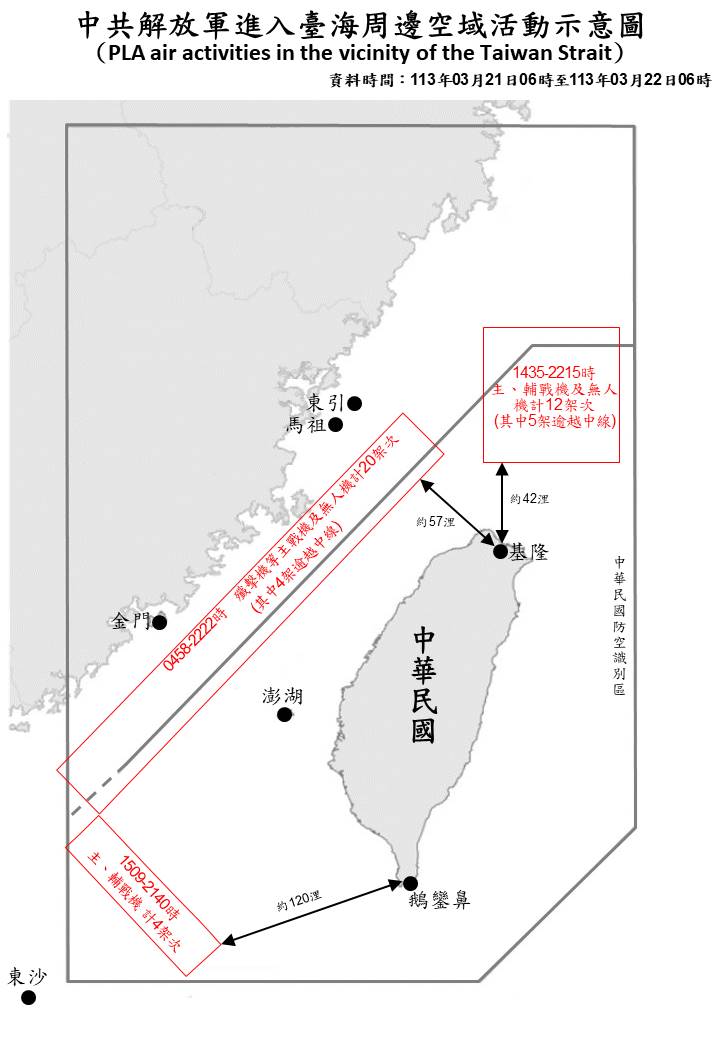 中共解放軍進入臺海周邊空域活動示意圖
（PLA air activities in the vicinity of the Taiwan Strait）
資料時間：113年03月21日06時至113年03月22日06時
1435-2215時
主、輔戰機及無人
機計12架次
(其中5架逾越中線)
東引
馬祖
0458-2222時 殲擊機等主戰機及無人機計20架次
(其中4架逾越中線)
約42浬
約57浬
基隆
中華民國防空識別區
金門
中華民國
澎湖
1509-2140時
主、輔戰機 計4架次
約120浬
鵝鑾鼻
東沙